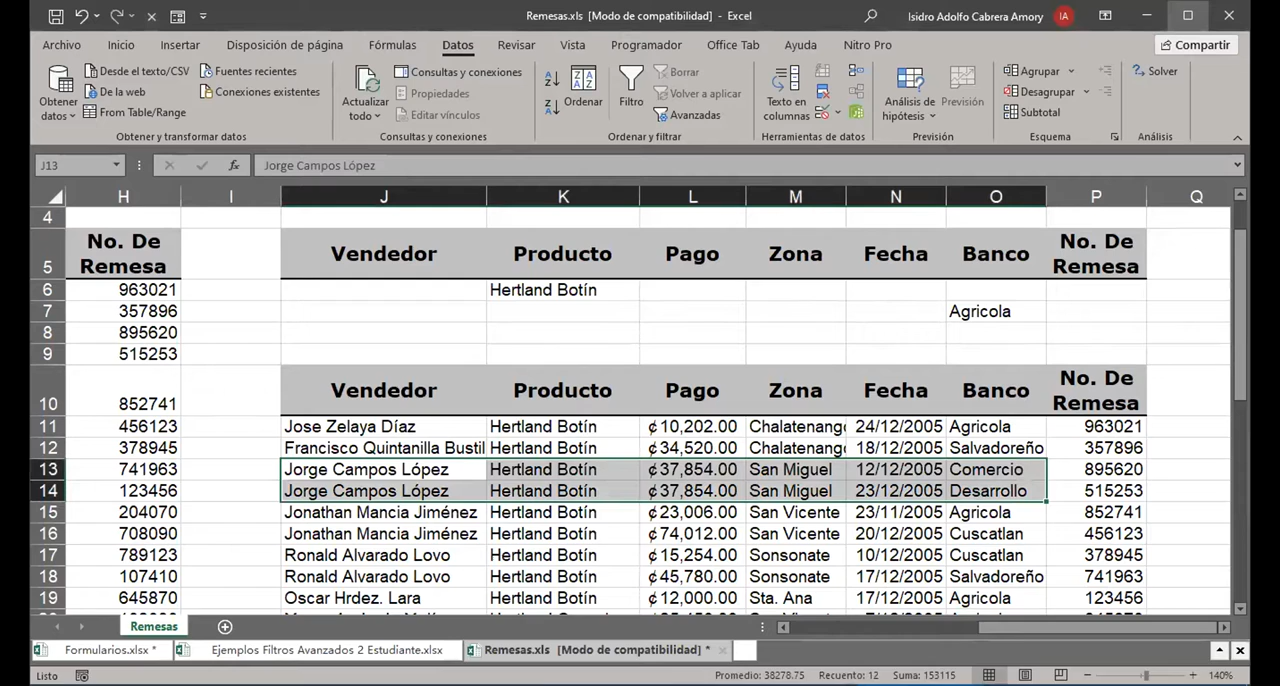 Remesas.xls [Modo de compatibilidad] - Excel
Isidro Adolfo Cabrera Amory IA
Archivo Inicio Insertar Disposición de página Fórmulas Datos Revisar Vista Programador Office Tab Ayuda Nitro Pro Compartir
Obtener datos
Desde el texto/CSV
De la web
From Table/Range
Fuentes recientes
Conexiones existentes
Obtener y transformar datos
Actualizar todo
Consultas y conexiones
Propiedades
Editar vínculos
Consultas y conexiones
Ordenar
Filtro
Borrar
Volver a aplicar
Avanzadas
Ordenar y filtrar
Texto en columnas
Herramientas de datos
Análisis de hipótesis
Previsión
Previsión
Agrupar
Desagrupar
Subtotal
Esquema
Solver
Análisis
J13 fx Jorge Campos López
H I J K L M N O P Q
4
5 No. De Remesa Vendedor Producto Pago Zona Fecha Banco No. De Remesa
6 963021 Hertland Botín
7 357896 Agricola
8 895620
9 515253
10 852741 Vendedor Producto Pago Zona Fecha Banco No. De Remesa
11 456123 Jose Zelaya Díaz Hertland Botín ¢10,202.00 Chalatenango 24/12/2005 Agricola 963021
12 378945 Francisco Quintanilla Bustil Hertland Botín ¢34,520.00 Chalatenango 18/12/2005 Salvadoreño 357896
13 741963 Jorge Campos López Hertland Botín ¢37,854.00 San Miguel 12/12/2005 Comercio 895620
14 123456 Jorge Campos López Hertland Botín ¢37,854.00 San Miguel 23/12/2005 Desarrollo 515253
15 204070 Jonathan Mancia Jiménez Hertland Botín ¢23,006.00 San Vicente 23/11/2005 Agricola 852741
16 708090 Jonathan Mancia Jiménez Hertland Botín ¢74,012.00 San Vicente 20/12/2005 Cuscatlan 456123
17 789123 Ronald Alvarado Lovo Hertland Botín ¢15,254.00 Sonsonate 10/12/2005 Cuscatlan 378945
18 107410 Ronald Alvarado Lovo Hertland Botín ¢45,780.00 Sonsonate 17/12/2005 Salvadoreño 741963
19 645870 Oscar Hrdez. Lara Hertland Botín ¢12,000.00 Sta. Ana 19/12/2005 Agricola 123456
Remesas
Formularios.xlsx * Ejemplos Filtros Avanzados 2 Estudiante.xlsx Remesas.xls [Modo de compatibilidad] *
Listo Promedio: 38278.75 Recuento: 12 Suma: 153115 140%